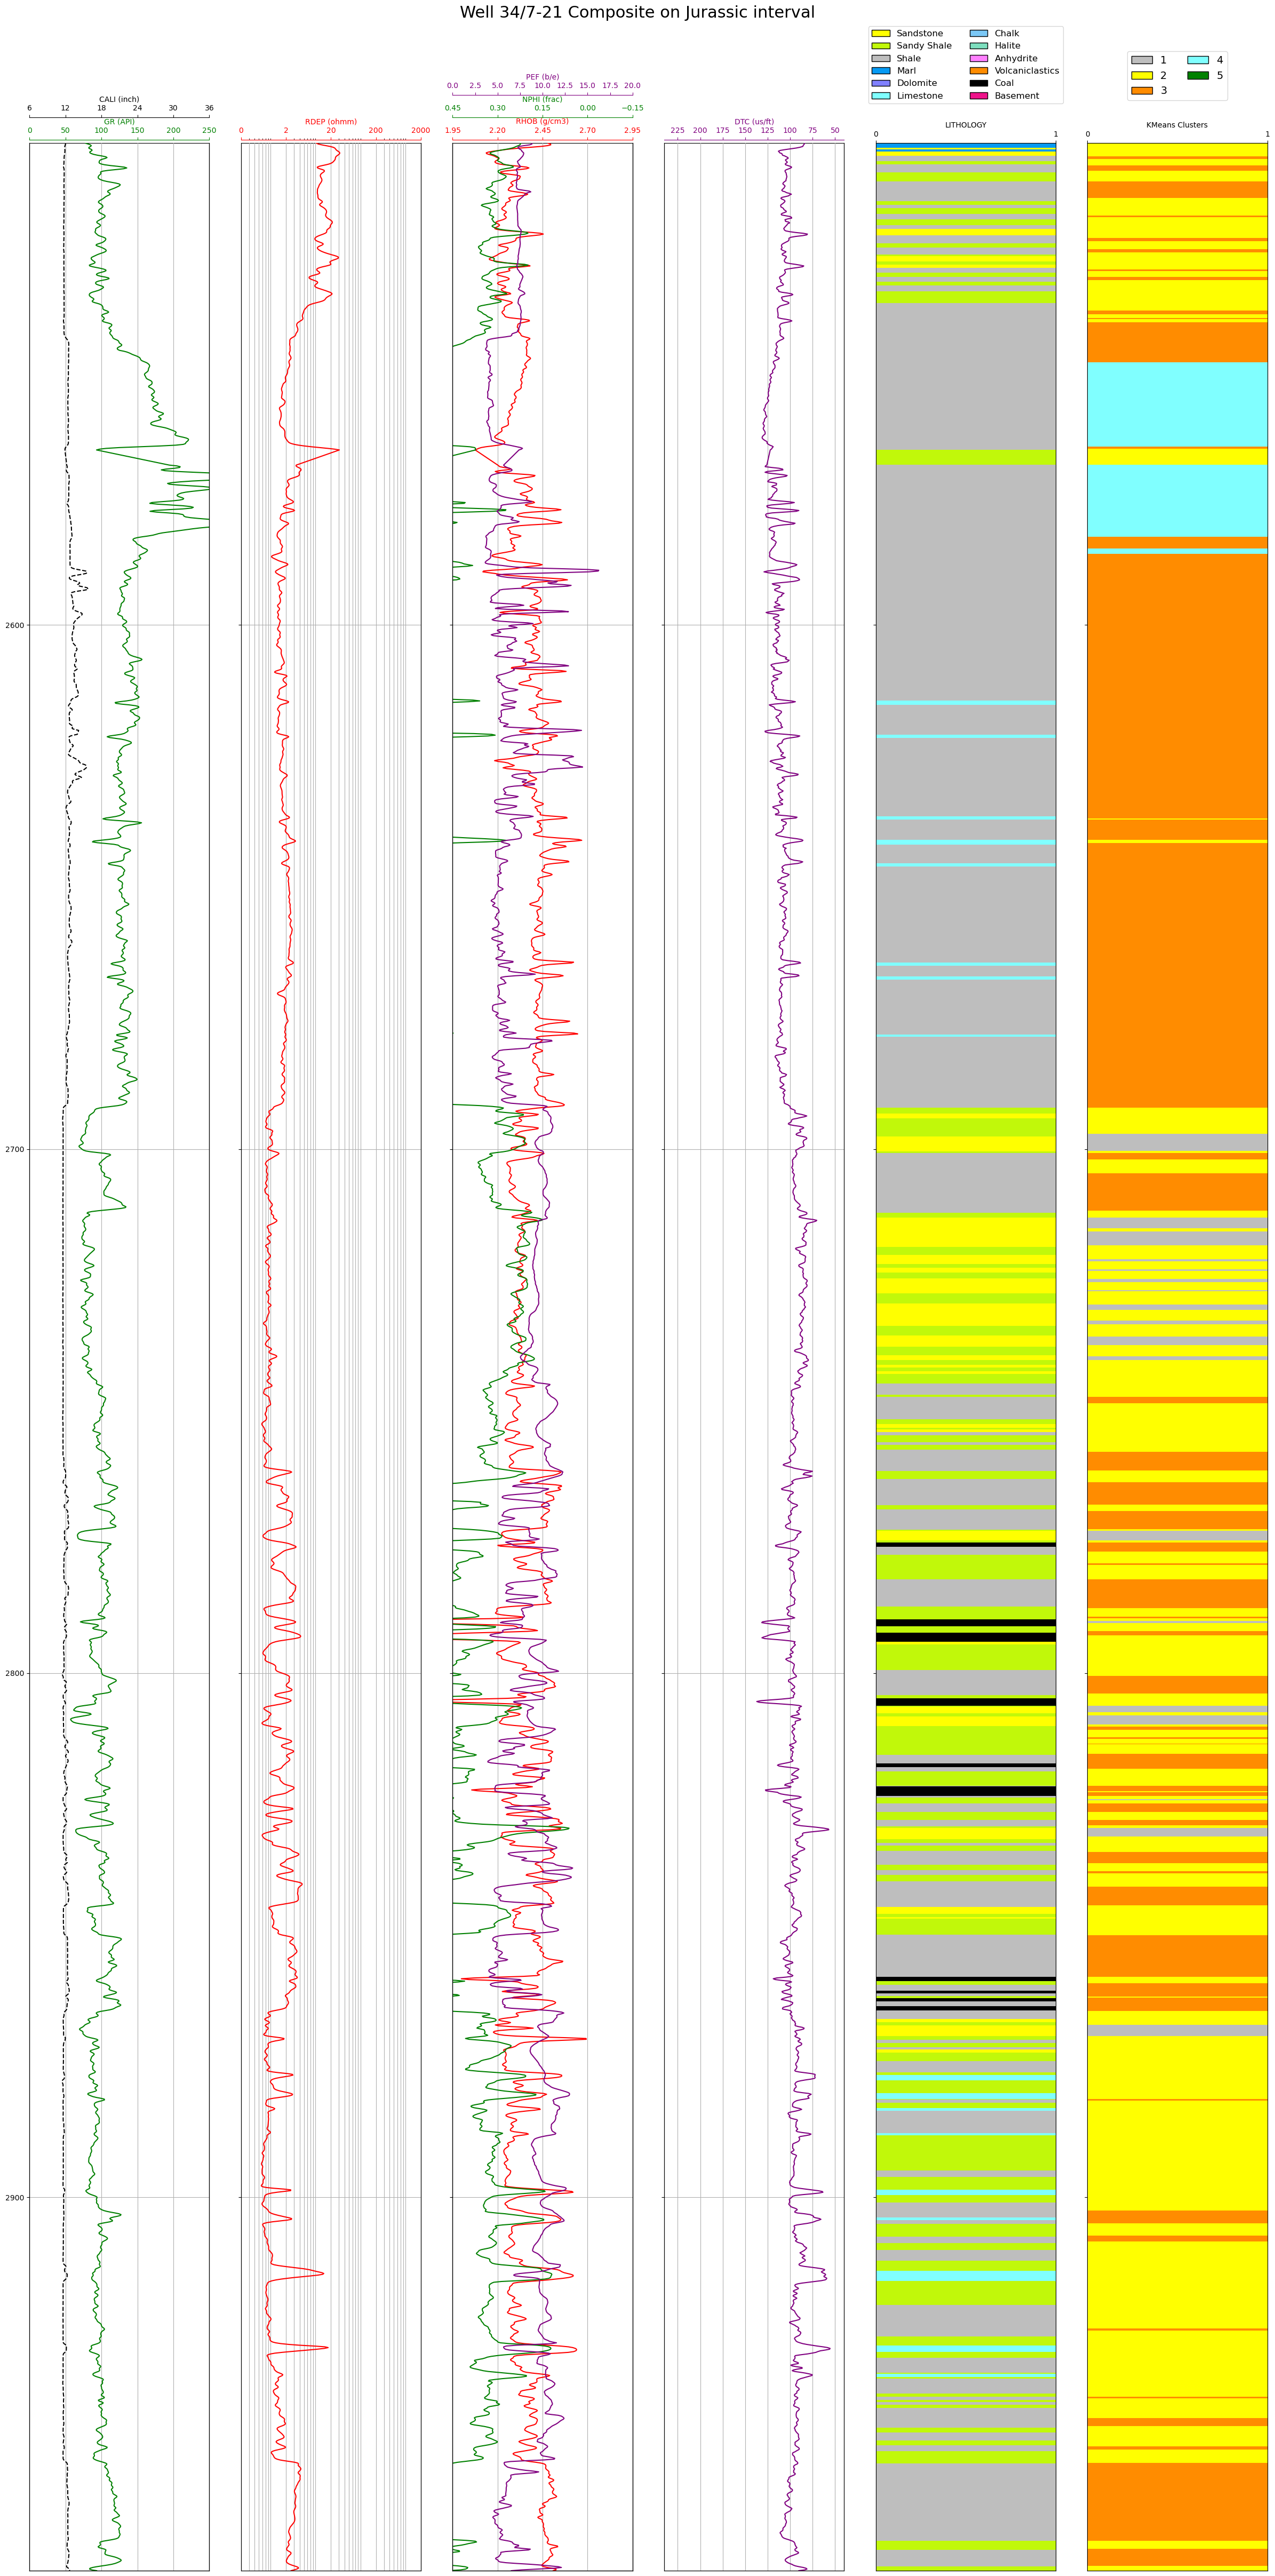 Well 34/7-21 Composite on Jurassic interval
Sandstone Chalk
Sandy Shale Halite
Shale Anhydrite
Marl Volcaniclastics
Dolomite Coal
Limestone Basement
1 4
2 5
3
PEF (b/e)
0.0 2.5 5.0 7.5 10.0 12.5 15.0 17.5 20.0
CALI (inch)
6 12 18 24 30 36
NPHI (frac)
0.45 0.30 0.15 0.00 −0.15
GR (API)
0 50 100 150 200 250
RDEP (ohmm)
0 2 20 200 2000
RHOB (g/cm3)
1.95 2.20 2.45 2.70 2.95
DTC (us/ft)
225 200 175 150 125 100 75 50
LITHOLOGY
0 1
KMeans Clusters
0 1
2600
2700
2800
2900